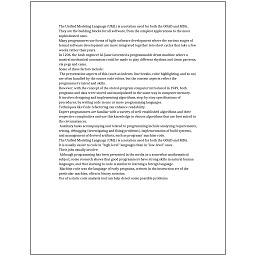 The Unified Modeling Language (UML) is a notation used for both the OOAD and MDA.
They are the building blocks for all software, from the simplest applications to the most
sophisticated ones.
Many programmers use forms of Agile software development where the various stages of
formal software development are more integrated together into short cycles that take a few
weeks rather than years.
In 1206, the Arab engineer Al-Jazari invented a programmable drum machine where a
musical mechanical automaton could be made to play different rhythms and drum patterns,
via pegs and cams.
Some of these factors include:
The presentation aspects of this (such as indents, line breaks, color highlighting, and so on)
are often handled by the source code editor, but the content aspects reflect the
programmer's talent and skills.
However, with the concept of the stored-program computer introduced in 1949, both
programs and data were stored and manipulated in the same way in computer memory.
It involves designing and implementing algorithms, step-by-step specifications of
procedures, by writing code in one or more programming languages.
Techniques like Code refactoring can enhance readability.
Expert programmers are familiar with a variety of well-established algorithms and their
respective complexities and use this knowledge to choose algorithms that are best suited to
the circumstances.
Auxiliary tasks accompanying and related to programming include analyzing requirements,
testing, debugging (investigating and fixing problems), implementation of build systems,
and management of derived artifacts, such as programs' machine code.
The Unified Modeling Language (UML) is a notation used for both the OOAD and MDA.
It is usually easier to code in "high-level" languages than in "low-level" ones.
Their jobs usually involve:
Although programming has been presented in the media as a somewhat mathematical
subject, some research shows that good programmers have strong skills in natural human
languages, and that learning to code is similar to learning a foreign language.
Machine code was the language of early programs, written in the instruction set of the
particular machine, often in binary notation.
Use of a static code analysis tool can help detect some possible problems.